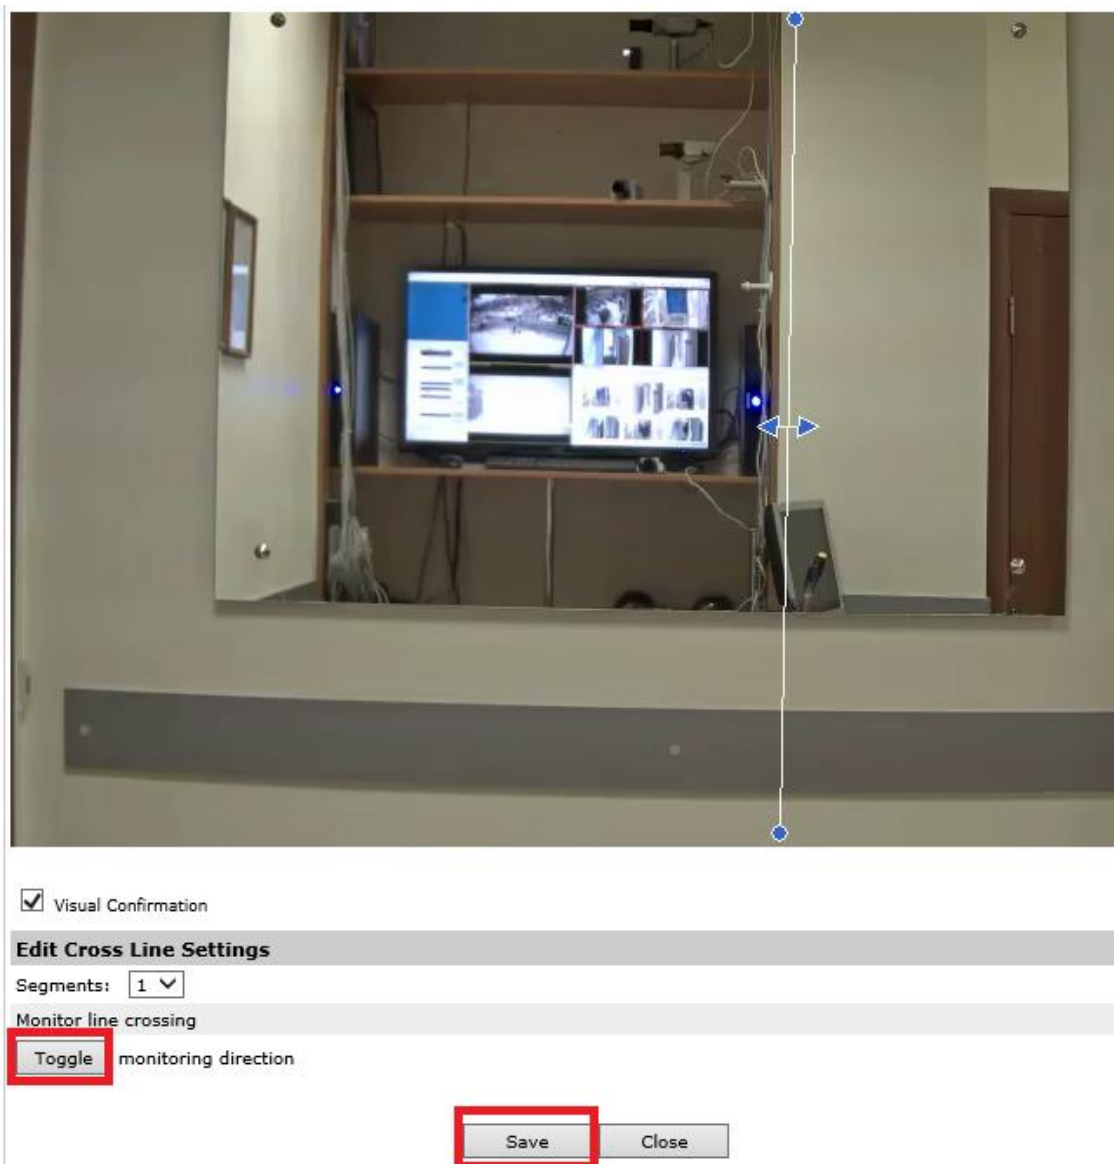 Visual Confirmation
Edit Cross Line Settings
Segments: 1
Monitor line crossing
Toggle monitoring direction
Save Close